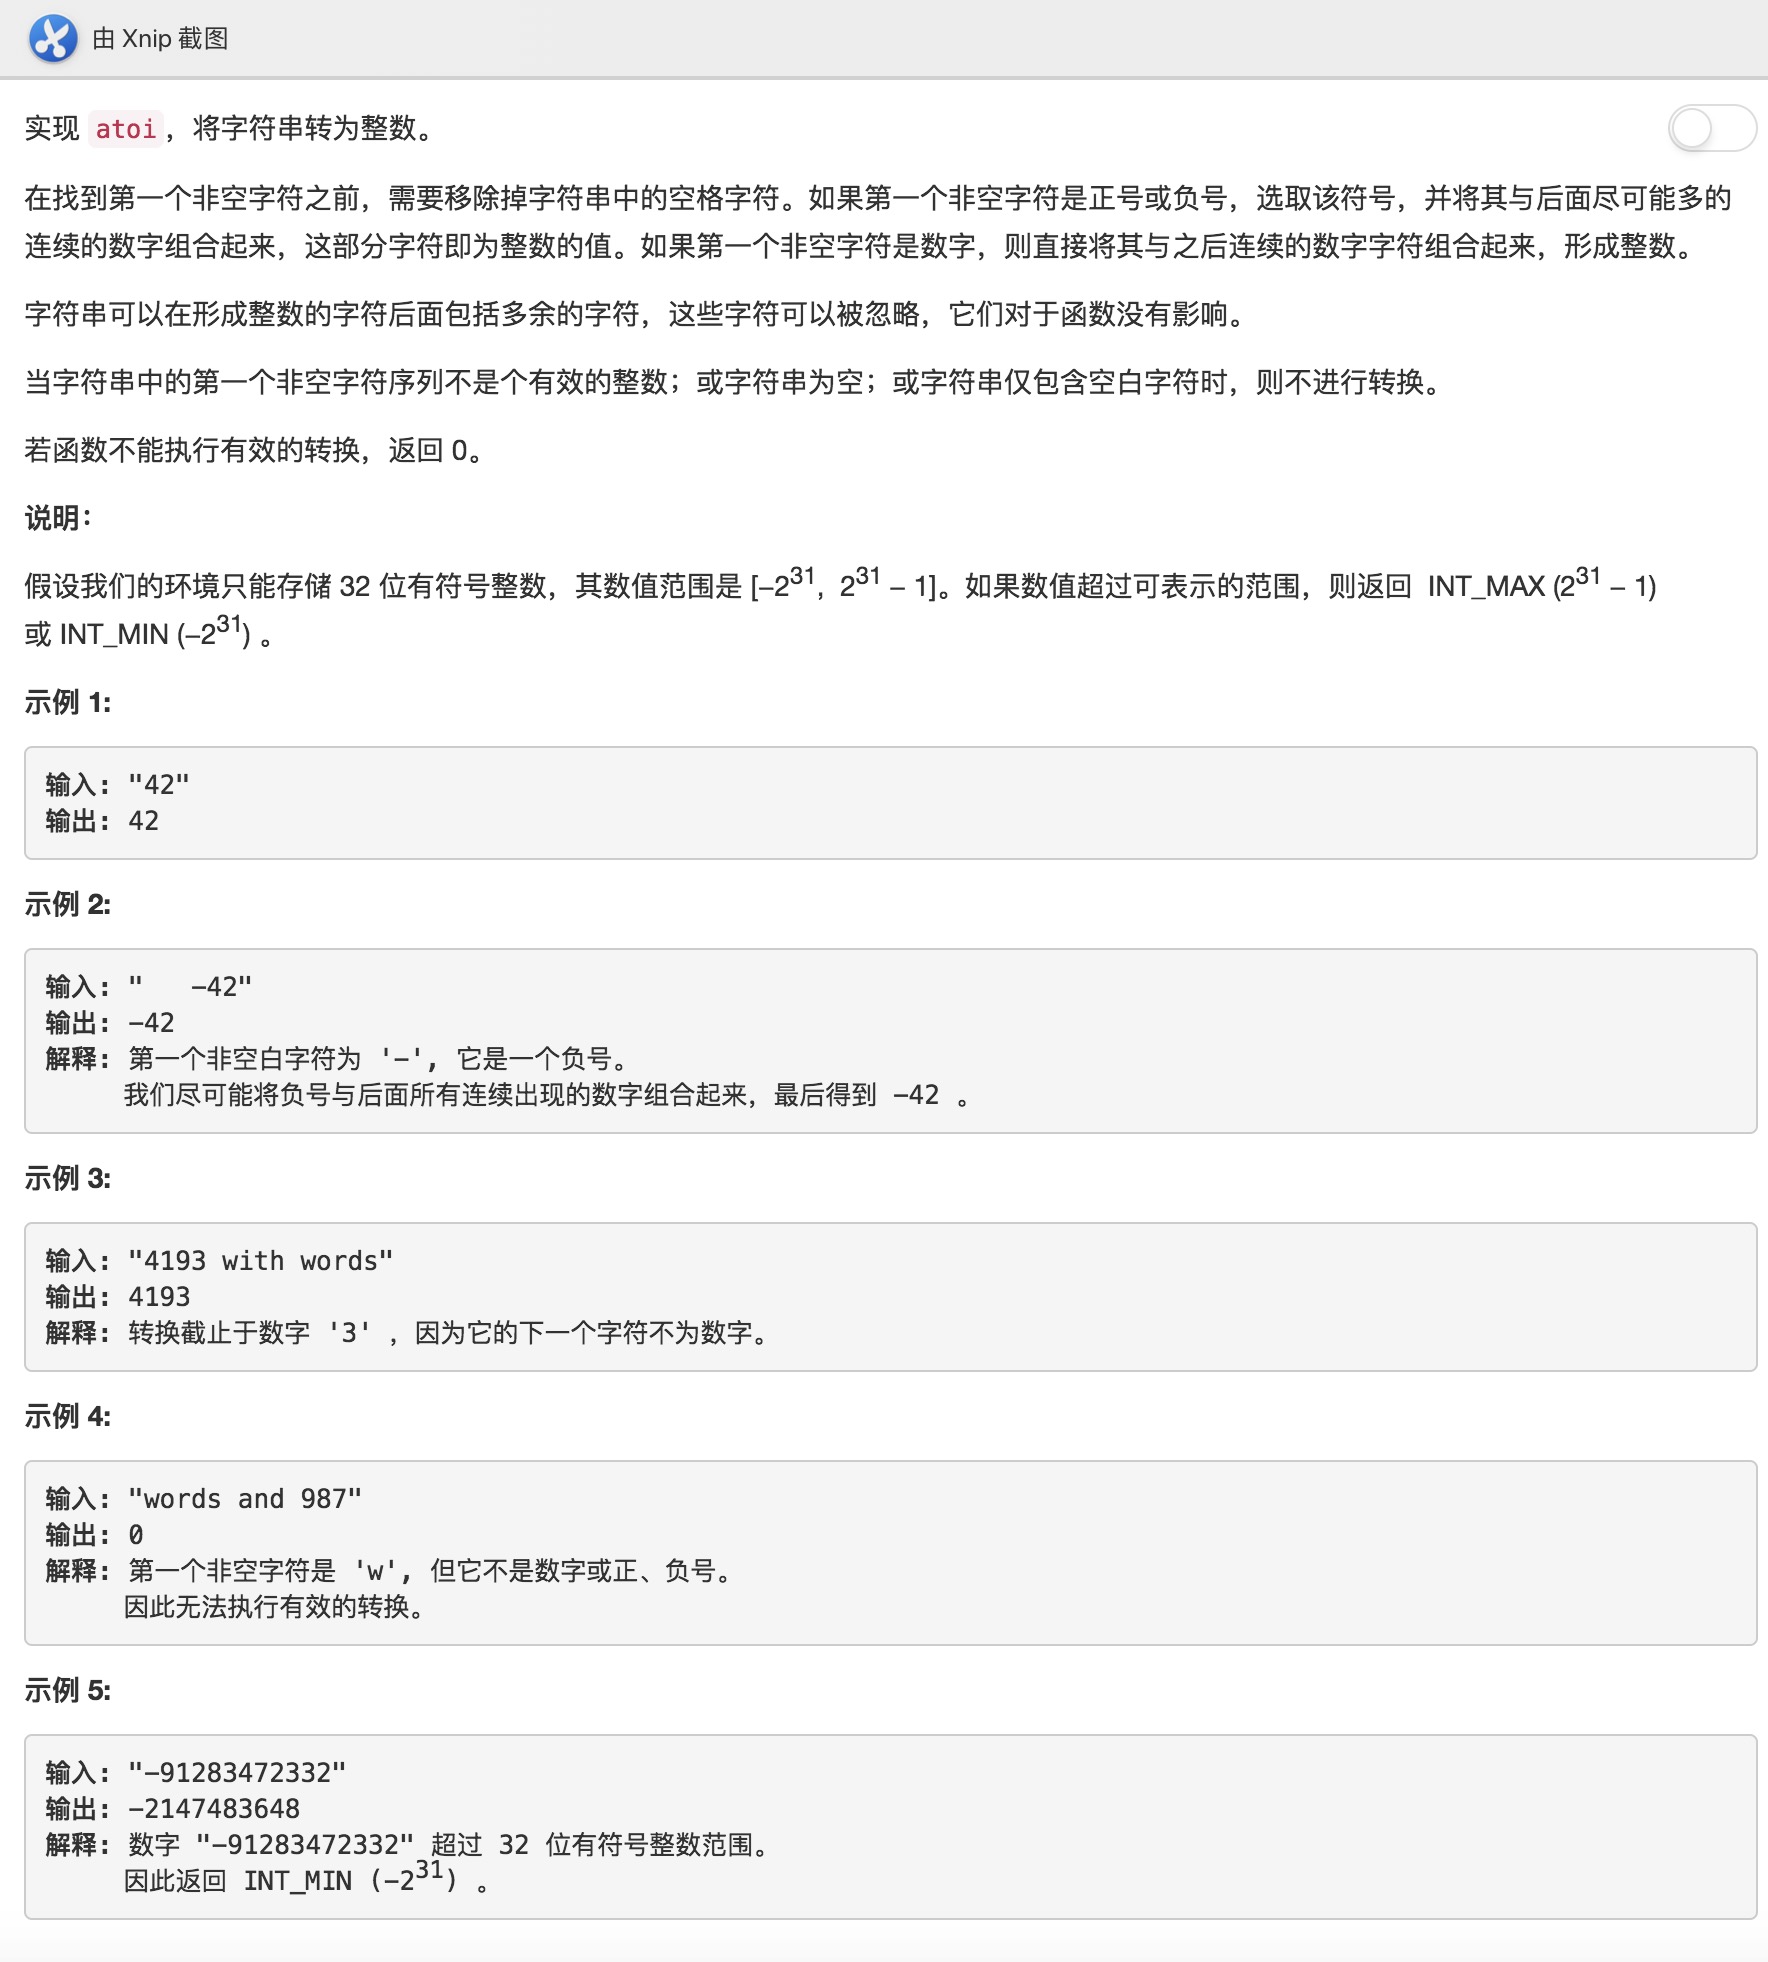 由 Xnip 截图
实现 atoi，将字符串转为整数。
在找到第一个非空字符之前，需要移除掉字符串中的空格字符。如果第一个非空字符是正号或负号，选取该符号，并将其与后面尽可能多的
连续的数字组合起来，这部分字符即为整数的值。如果第一个非空字符是数字，则直接将其与之后连续的数字字符组合起来，形成整数。
字符串可以在形成整数的字符后面包括多余的字符，这些字符可以被忽略，它们对于函数没有影响。
当字符串中的第一个非空字符序列不是个有效的整数；或字符串为空；或字符串仅包含空白字符时，则不进行转换。
若函数不能执行有效的转换，返回 0。
说明：
假设我们的环境只能存储 32 位有符号整数，其数值范围是 [−2^31, 2^31 − 1]。如果数值超过可表示的范围，则返回 INT_MAX (2^31 − 1)
或 INT_MIN (−2^31) 。
示例 1:
输入: "42"
输出: 42
示例 2:
输入: "   -42"
输出: -42
解释: 第一个非空白字符为 '-', 它是一个负号。
我们尽可能将负号与后面所有连续出现的数字组合起来，最后得到 -42 。
示例 3:
输入: "4193 with words"
输出: 4193
解释: 转换截止于数字 '3' ，因为它的下一个字符不为数字。
示例 4:
输入: "words and 987"
输出: 0
解释: 第一个非空字符是 'w', 但它不是数字或正、负号。
因此无法执行有效的转换。
示例 5:
输入: "-91283472332"
输出: -2147483648
解释: 数字 "-91283472332" 超过 32 位有符号整数范围。
因此返回 INT_MIN (−2^31) 。